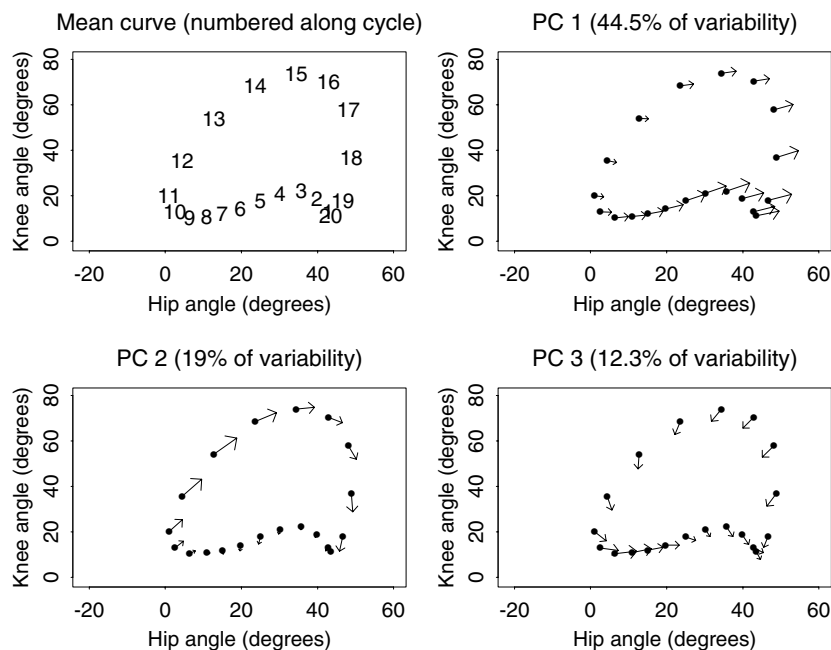 Mean curve (numbered along cycle)
Knee angle (degrees)
0 20 40 60 80
1 2 3 4 5 6 7 8 9 10 11 12 13 14 15 16 17 18 19 20
-20 0 20 40 60
Hip angle (degrees)
PC 1 (44.5% of variability)
Knee angle (degrees)
0 20 40 60 80
-20 0 20 40 60
Hip angle (degrees)
PC 2 (19% of variability)
Knee angle (degrees)
0 20 40 60 80
-20 0 20 40 60
Hip angle (degrees)
PC 3 (12.3% of variability)
Knee angle (degrees)
0 20 40 60 80
-20 0 20 40 60
Hip angle (degrees)